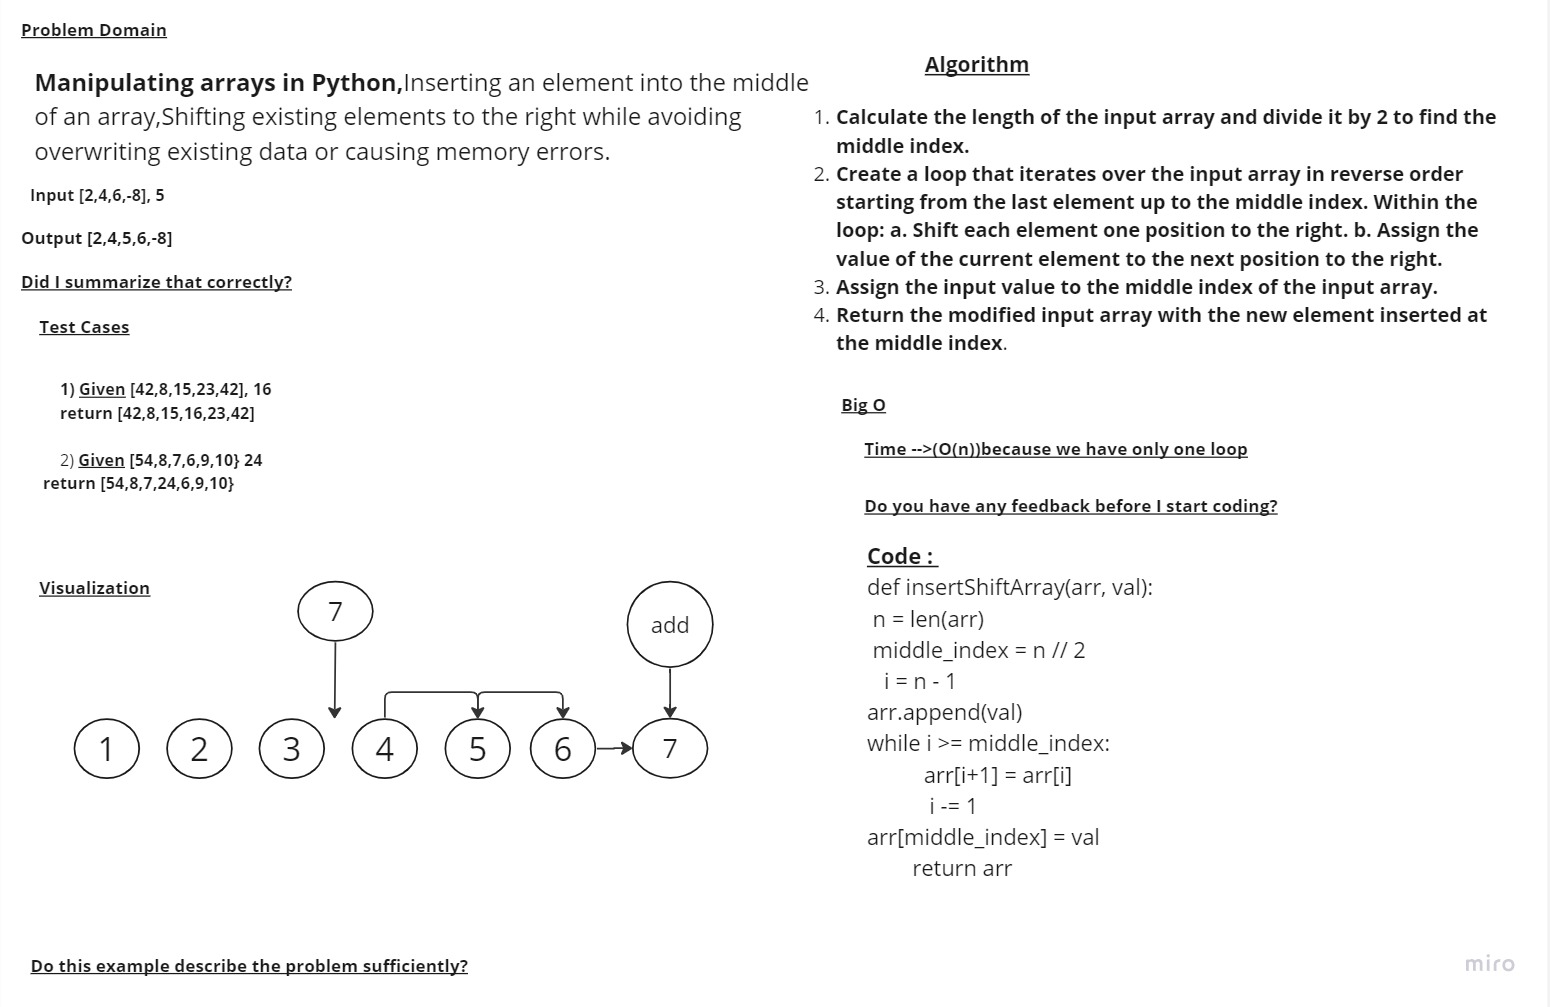 Problem Domain
Manipulating arrays in Python,Inserting an element into the middle
of an array,Shifting existing elements to the right while avoiding
overwriting existing data or causing memory errors.
Input [2,4,6,-8], 5
Output [2,4,5,6,-8]
Did I summarize that correctly?
Test Cases
1) Given [42,8,15,23,42], 16
return [42,8,15,16,23,42]
2) Given [54,8,7,6,9,10} 24
return [54,8,7,24,6,9,10}
Visualization
7
add
1 2 3 4 5 6 7
Do this example describe the problem sufficiently?
Algorithm
1. Calculate the length of the input array and divide it by 2 to find the
middle index.
2. Create a loop that iterates over the input array in reverse order
starting from the last element up to the middle index. Within the
loop: a. Shift each element one position to the right. b. Assign the
value of the current element to the next position to the right.
3. Assign the input value to the middle index of the input array.
4. Return the modified input array with the new element inserted at
the middle index.
Big O
Time -->(O(n))because we have only one loop
Do you have any feedback before I start coding?
Code :
def insertShiftArray(arr, val):
n = len(arr)
middle_index = n // 2
i = n - 1
arr.append(val)
while i >= middle_index:
arr[i+1] = arr[i]
i -= 1
arr[middle_index] = val
return arr
miro